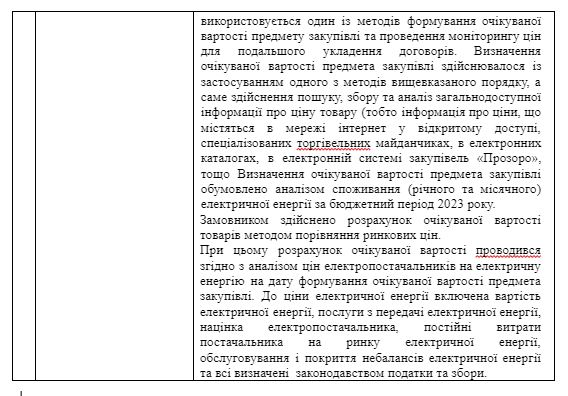 використовується один із методів формування очікуваної
вартості предмету закупівлі та проведення моніторингу цін
для подальшого укладення договорів. Визначення
очікуваної вартості предмета закупівлі здійснювалося із
застосуванням одного з методів вищевказаного порядку, а
саме здійснення пошуку, збору та аналіз загальнодоступної
інформації про ціну товару (тобто інформація про ціни, що
містяться в мережі інтернет у відкритому доступі,
спеціалізованих торгівельних майданчиках, в електронних
каталогах, в електронній системі закупівель «Прозоро»,
тощо Визначення очікуваної вартості предмета закупівлі
обумовлено аналізом споживання (річного та місячного)
електричної енергії за бюджетний період 2023 року.
Замовником здійснено розрахунок очікуваної вартості
товарів методом порівняння ринкових цін.
При цьому розрахунок очікуваної вартості проводився
згідно з аналізом цін електропостачальників на електричну
енергію на дату формування очікуваної вартості предмета
закупівлі. До ціни електричної енергії включена вартість
електричної енергії, послуги з передачі електричної енергії,
націнка електропостачальника, постійні витрати
постачальника на ринку електричної енергії,
обслуговування і покриття небалансів електричної енергії
та всі визначені законодавством податки та збори.